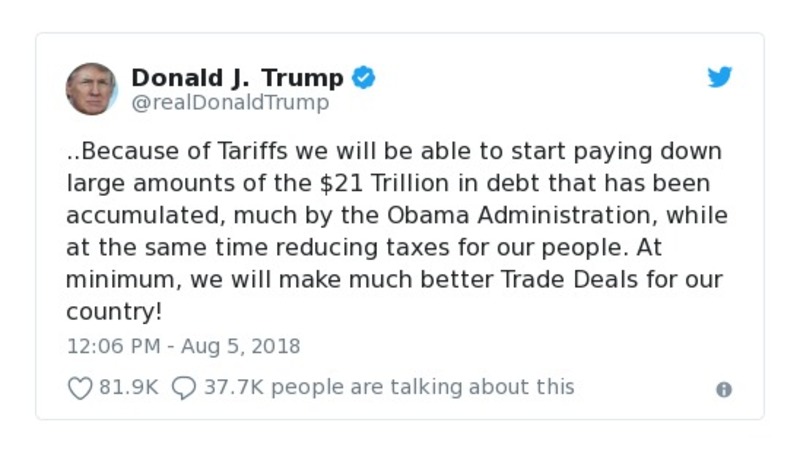 Donald J. Trump
@realDonaldTrump
..Because of Tariffs we will be able to start paying down
large amounts of the $21 Trillion in debt that has been
accumulated, much by the Obama Administration, while
at the same time reducing taxes for our people. At
minimum, we will make much better Trade Deals for our
country!
12:06 PM - Aug 5, 2018
81.9K 37.7K people are talking about this